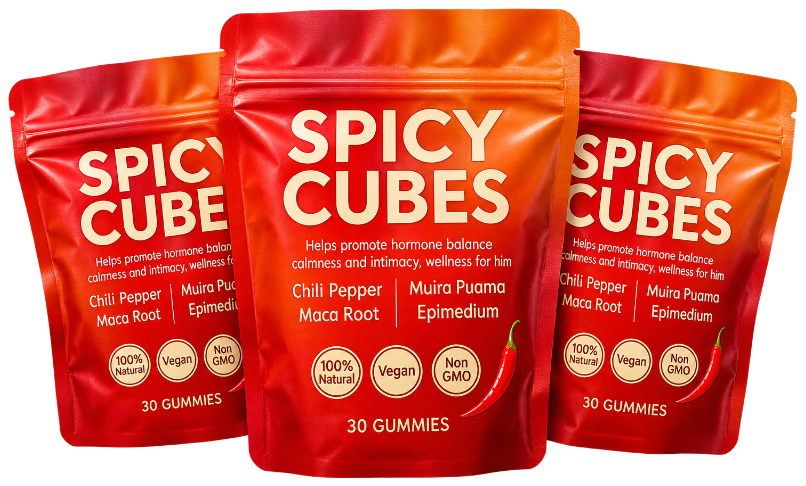 SPICY
CUBE
Helps promote hormone balan
calmness and intimacy, wellness fo
Chili Pepper
Maca Root
Muira Pua
Epimediu
100%
Natural
Vegan
Non
GMO
30 GUMMIES
SPICY
CUBES
Helps promote hormone balance
calmness and intimacy, wellness for him
Chili Pepper
Maca Root
Muira Puama
Epimedium
100%
Natural
Vegan
Non
GMO
30 GUMMIES
SPICY
CUBES
Helps promote hormone balance
calmness and intimacy, wellness for him
Chili Pepper
Maca Root
Muira Puama
Epimedium
100%
Natural
Vegan
Non
GMO
30 GUMMIES